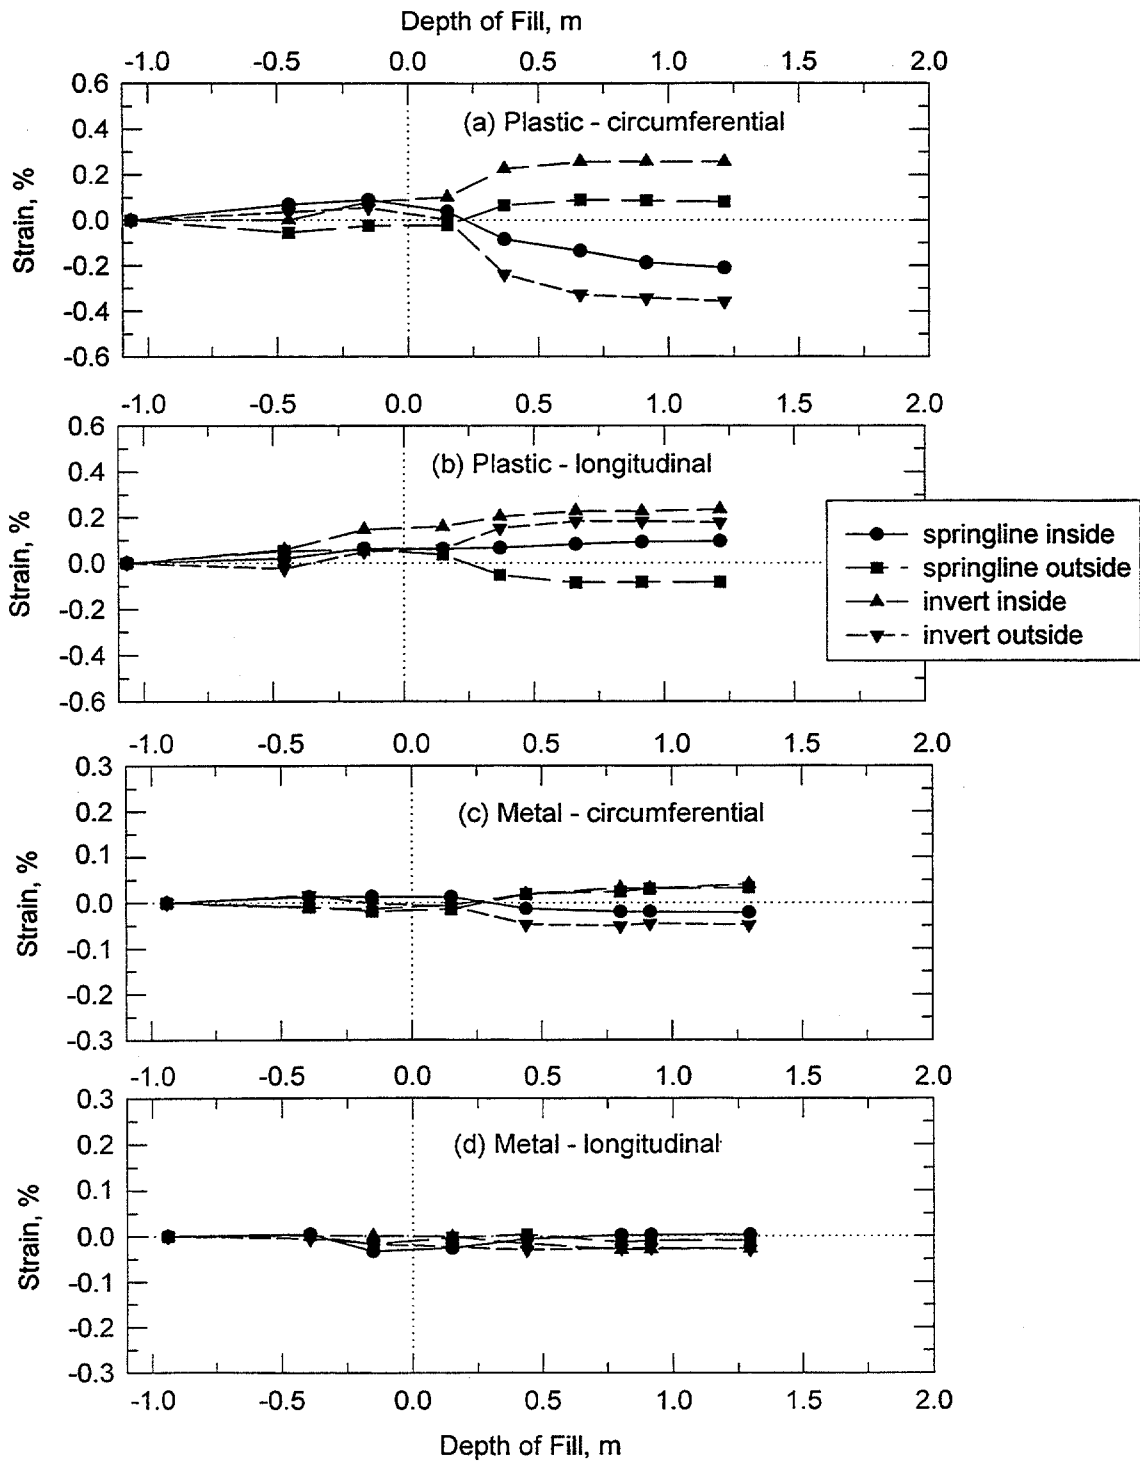 Depth of Fill, m
-1.0 -0.5 0.0 0.5 1.0 1.5 2.0
0.6
0.4
0.2
0.0
-0.2
-0.4
-0.6
Strain, %
(a) Plastic - circumferential
-1.0 -0.5 0.0 0.5 1.0 1.5 2.0
0.6
0.4
0.2
0.0
-0.2
-0.4
-0.6
Strain, %
(b) Plastic - longitudinal
springline inside
springline outside
invert inside
invert outside
-1.0 -0.5 0.0 0.5 1.0 1.5 2.0
0.3
0.2
0.1
0.0
-0.1
-0.2
-0.3
Strain, %
(c) Metal - circumferential
-1.0 -0.5 0.0 0.5 1.0 1.5 2.0
0.3
0.2
0.1
0.0
-0.1
-0.2
-0.3
Strain, %
(d) Metal - longitudinal
-1.0 -0.5 0.0 0.5 1.0 1.5 2.0
Depth of Fill, m